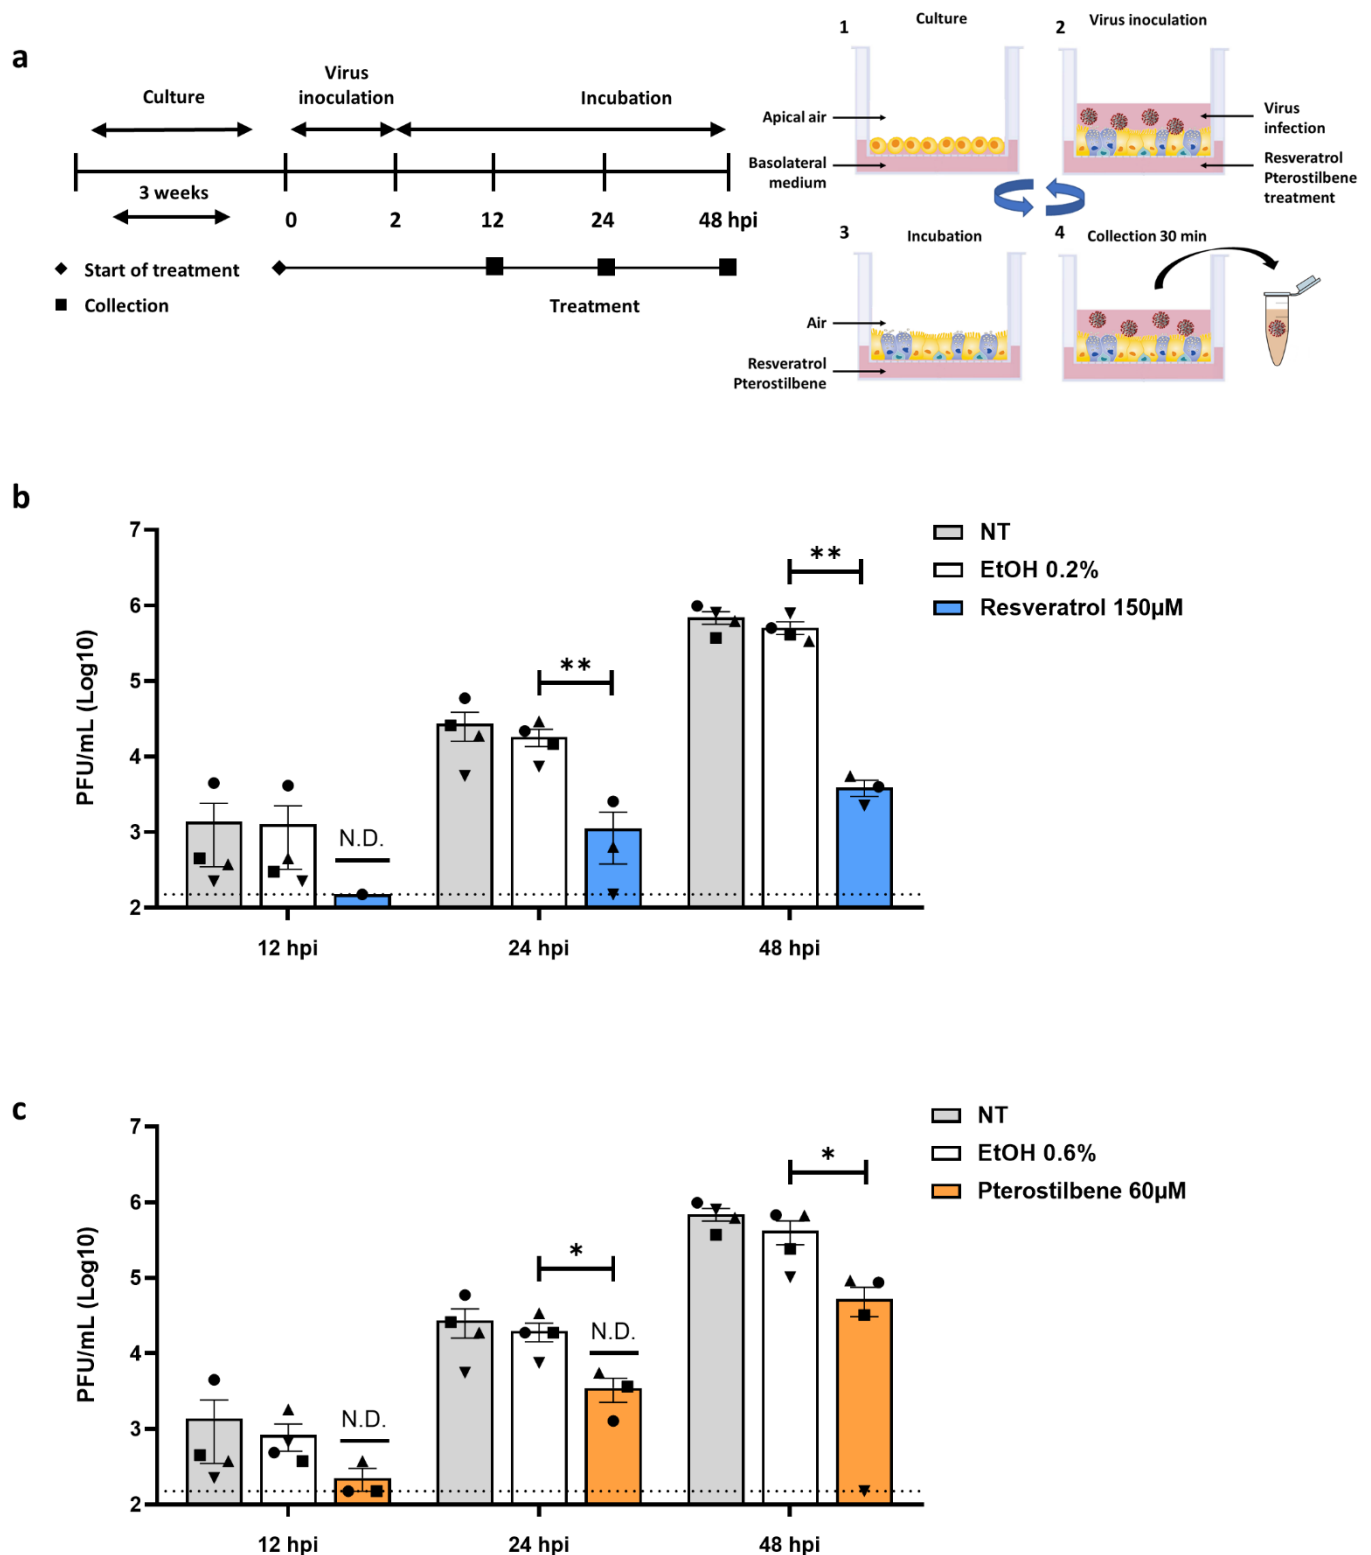 a
Virus
inoculation
Culture
Incubation
3 weeks
0
2
12
24
48 hpi
Start of treatment
Collection
Treatment
1
Culture
2
Virus inoculation
Apical air
Basolateral
medium
Virus
infection
Resveratrol
Pterostilbene
treatment
3
Incubation
4
Collection 30 min
Air
Resveratrol
Pterostilbene
b
PFU/mL (Log10)
7
6
5
4
3
2
N.D.
**
**
12 hpi
24 hpi
48 hpi
NT
EtOH 0.2%
Resveratrol 150µM
c
PFU/mL (Log10)
7
6
5
4
3
2
N.D.
*
N.D.
*
12 hpi
24 hpi
48 hpi
NT
EtOH 0.6%
Pterostilbene 60µM